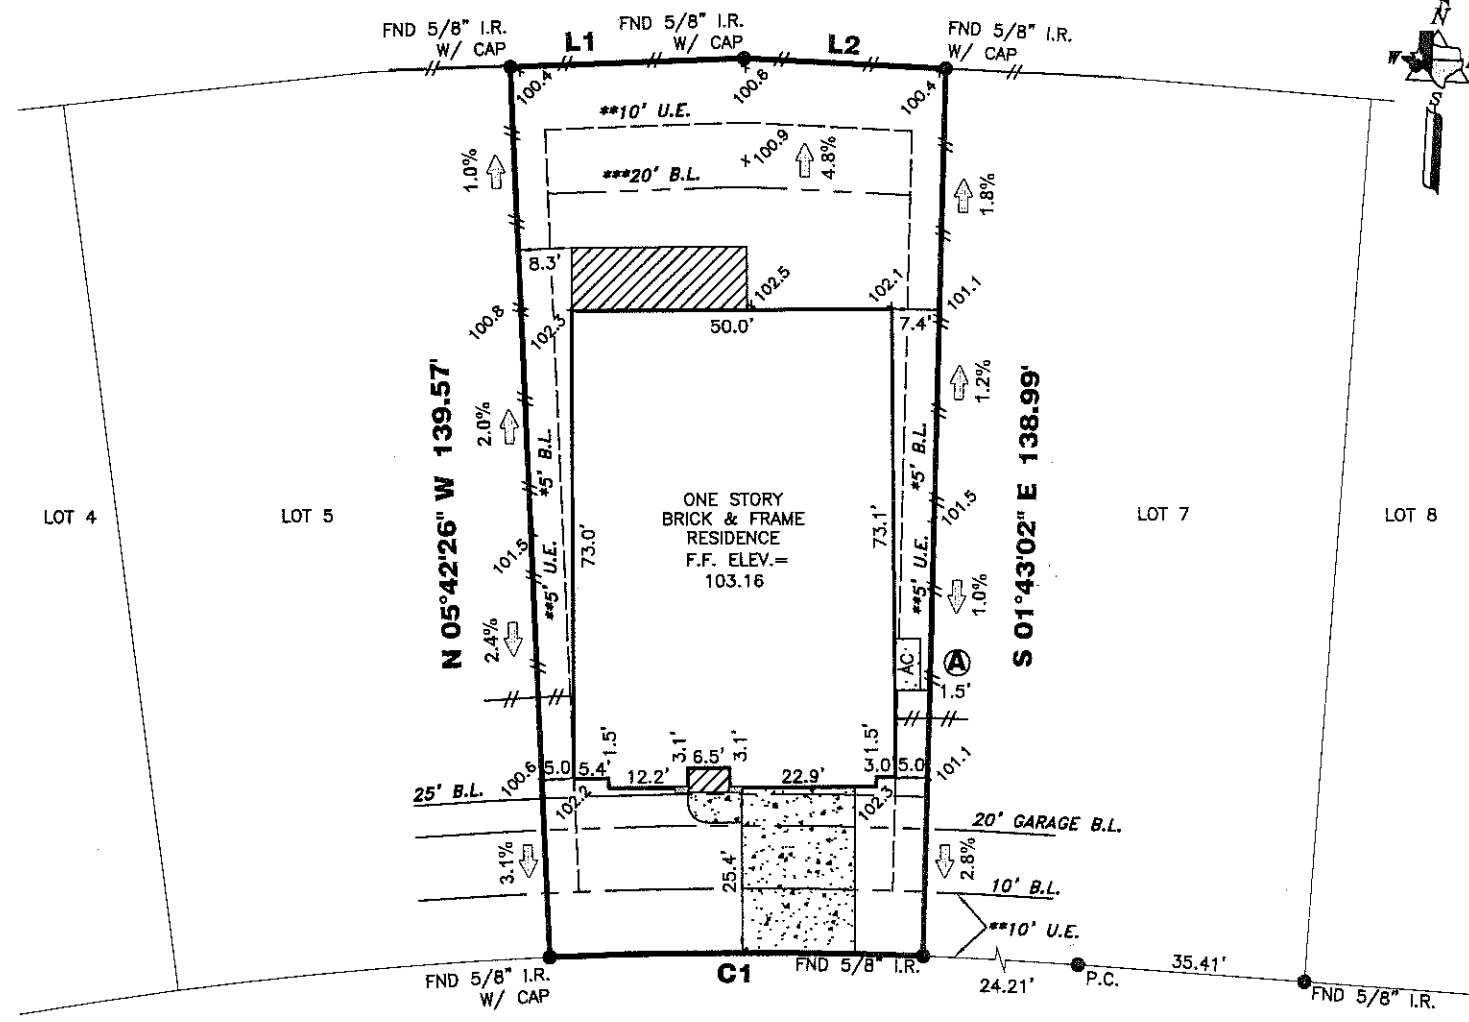 FND 5/8" I.R.
W/ CAP
L1
FND 5/8" I.R.
W/ CAP
L2
FND 5/8" I.R.
W/ CAP
N
W
S
100.4
100.6
100.4
**10' U.E.
100.9
4.8%
1.0%
***20' B.L.
1.8%
8.3'
102.5
102.1
101.1
100.8
102.3
50.0'
7.4'
N 05°42'26" W 139.57'
2.0%
1.2%
S 01°43'02" E 138.99'
*5' B.L.
*5' B.L.
LOT 4
LOT 5
ONE STORY
BRICK & FRAME
RESIDENCE
F.F. ELEV.=
103.16
73.0'
73.1'
101.5
101.5
LOT 7
LOT 8
**5' U.E.
**5' U.E.
2.4%
1.0%
AC
A
1.5'
1.5'
3.1'
6.5'
3.1'
1.5'
100.6
5.0
5.4'
12.2'
22.9'
3.0'
5.0
101.1
25' B.L.
102.2
102.3
20' GARAGE B.L.
3.1%
25.4'
2.8%
10' B.L.
**10' U.E.
FND 5/8" I.R.
W/ CAP
C1
FND 5/8" I.R.
24.21'
P.C.
35.41'
FND 5/8" I.R.